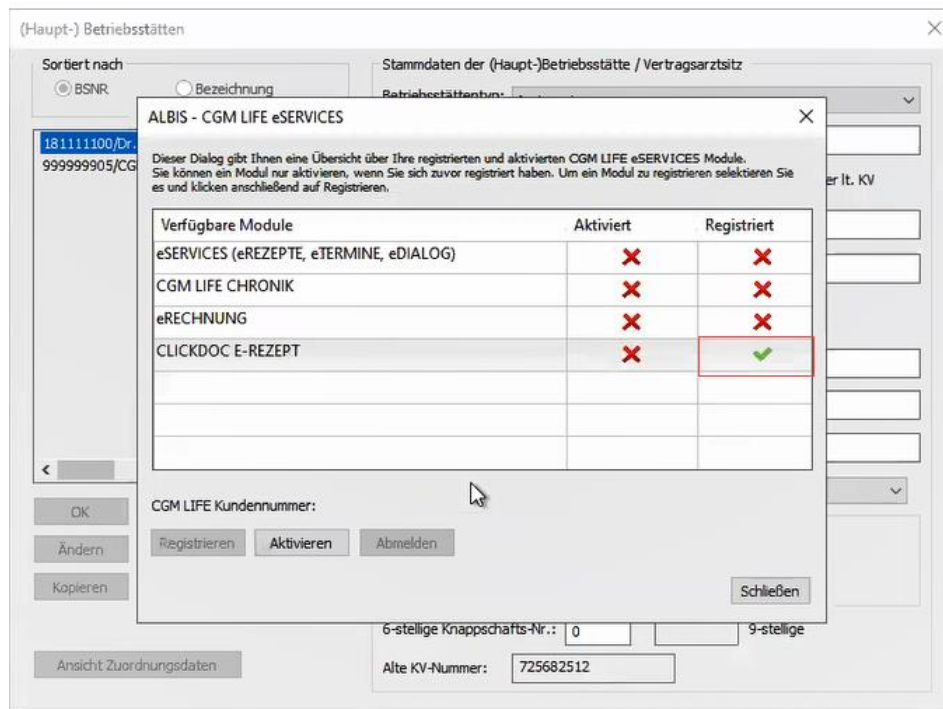 (Haupt-) Betriebsstätten
Sortiert nach
BSNR
Bezeichnung
Stammdaten der (Haupt-)Betriebsstätte / Vertragsarztsitz
Betriebsstättentyp:
181111100/Dr.
999999905/CG
er lt. KV
ALBIS - CGM LIFE eSERVICES
Dieser Dialog gibt Ihnen eine Übersicht über Ihre registrierten und aktivierten CGM LIFE eSERVICES Module.
Sie können ein Modul nur aktivieren, wenn Sie sich zuvor registriert haben. Um ein Modul zu registrieren selektieren Sie
es und klicken anschließend auf Registrieren.
Verfügbare Module Aktiviert Registriert
eSERVICES (eREZEPTE, eTERMINE, eDIALOG)
CGM LIFE CHRONIK
eRECHNUNG
CLICKDOC E-REZEPT
CGM LIFE Kundennummer:
Registrieren Aktivieren Abmelden
Schließen
OK
Ändern
Kopieren
Ansicht Zuordnungsdaten
6-stellige Knappschafts-Nr.: 0 9-stellige
Alte KV-Nummer: 725682512